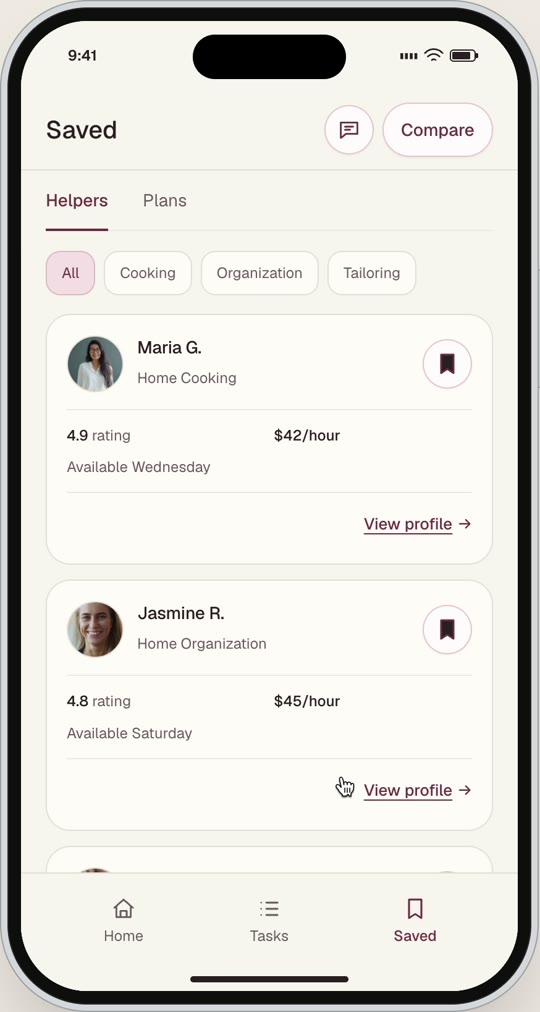 9:41
Saved
Compare
Helpers Plans
All Cooking Organization Tailoring
Maria G.
Home Cooking
4.9 rating $42/hour
Available Wednesday
View profile →
Jasmine R.
Home Organization
4.8 rating $45/hour
Available Saturday
View profile →
Home Tasks Saved